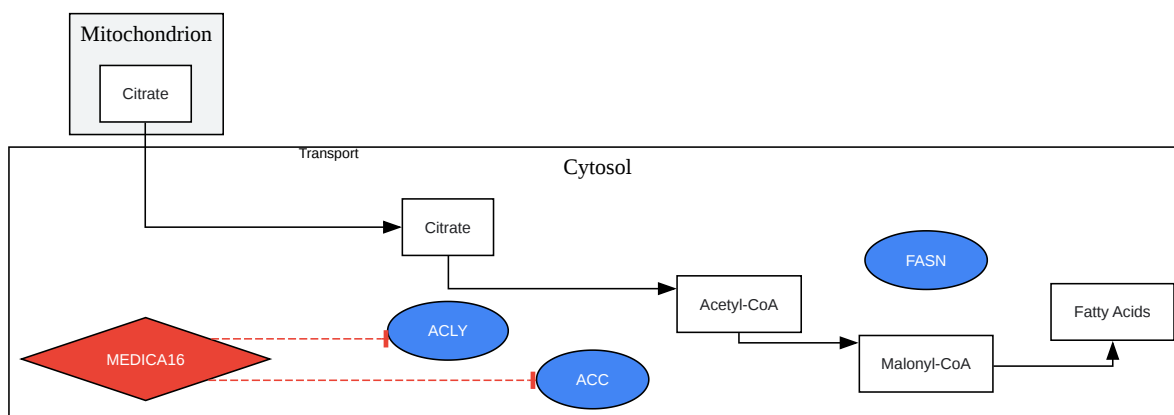 Mitochondrion
Citrate
Transport
Cytosol
Citrate
FASN
Acetyl-CoA
Fatty Acids
ACLY
MEDICA16
Malonyl-CoA
ACC